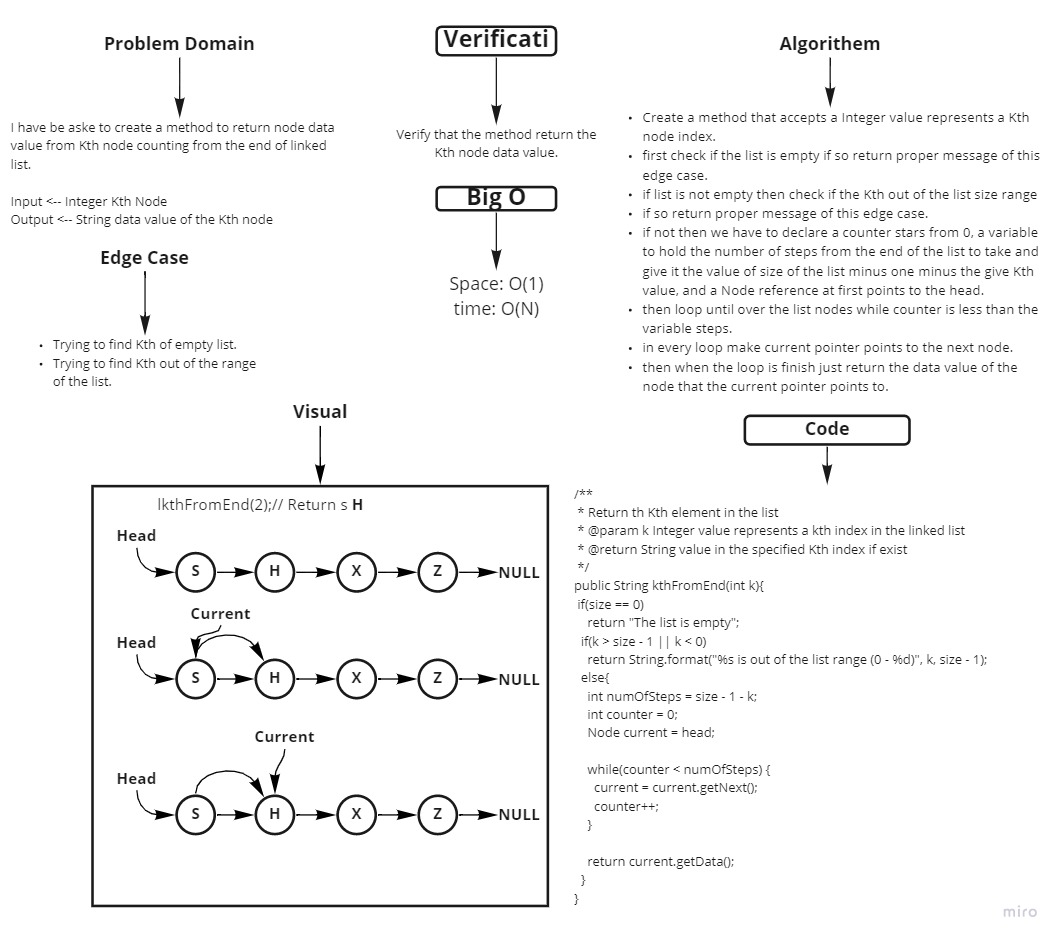 Problem Domain
I have be aske to create a method to return node data
value from Kth node counting from the end of linked
list.
Input <-- Integer Kth Node
Output <-- String data value of the Kth node
Edge Case
• Trying to find Kth of empty list.
• Trying to find Kth out of the range
of the list.
Verificati
Verify that the method return the
Kth node data value.
Big O
Space: O(1)
time: O(N)
Algorithem
• Create a method that accepts a Integer value represents a Kth
node index.
• first check if the list is empty if so return proper message of this
edge case.
• if list is not empty then check if the Kth out of the list size range
• if so return proper message of this edge case.
• if not then we have to declare a counter stars from 0, a variable
to hold the number of steps from the end of the list to take and
give it the value of size of the list minus one minus the give Kth
value, and a Node reference at first points to the head.
• then loop until over the list nodes while counter is less than the
variable steps.
• in every loop make current pointer points to the next node.
• then when the loop is finish just return the data value of the
node that the current pointer points to.
Visual
lkthFromEnd(2);// Return s H
Head
S H X Z NULL
Current
Head
S H X Z NULL
Current
Head
S H X Z NULL
Code
/**
* Return th Kth element in the list
* @param k Integer value represents a kth index in the linked list
* @return String value in the specified Kth index if exist
*/
public String kthFromEnd(int k){
if(size == 0)
return "The list is empty";
if(k > size - 1 || k < 0)
return String.format("%s is out of the list range (0 - %d)", k, size - 1);
else{
int numOfSteps = size - 1 - k;
int counter = 0;
Node current = head;
while(counter < numOfSteps) {
current = current.getNext();
counter++;
}
return current.getData();
}
}
miro